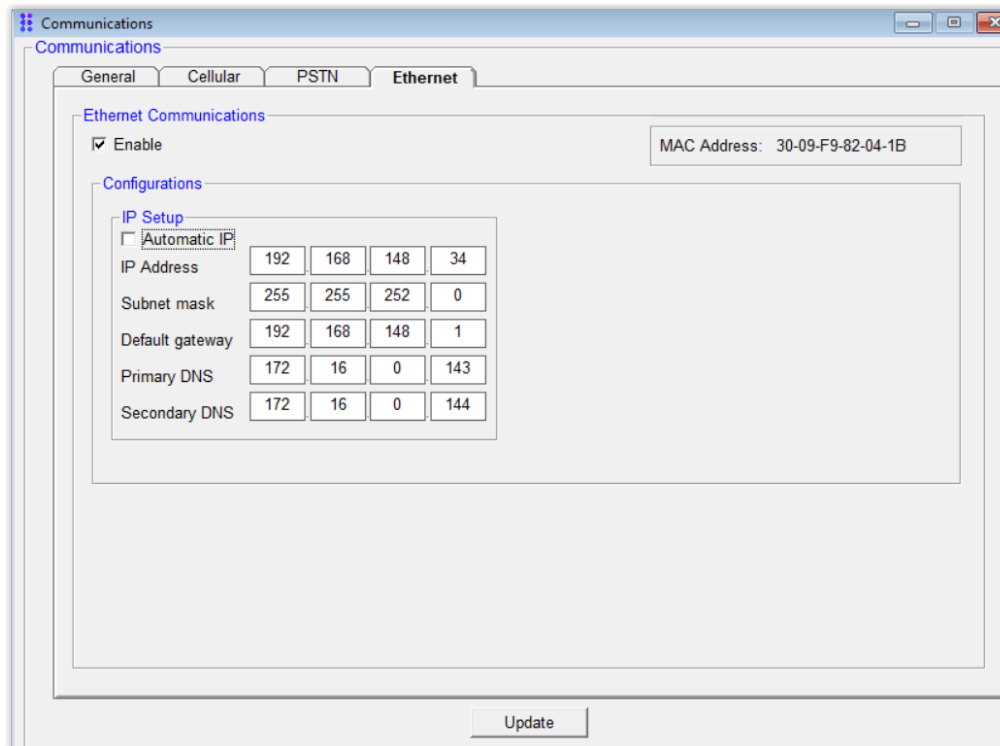 Communications
Communications
General Cellular PSTN Ethernet
Ethernet Communications
Enable
MAC Address: 30-09-F9-82-04-1B
Configurations
IP Setup
Automatic IP
IP Address 192 . 168 . 148 . 34
Subnet mask 255 . 255 . 252 . 0
Default gateway 192 . 168 . 148 . 1
Primary DNS 172 . 16 . 0 . 143
Secondary DNS 172 . 16 . 0 . 144
Update